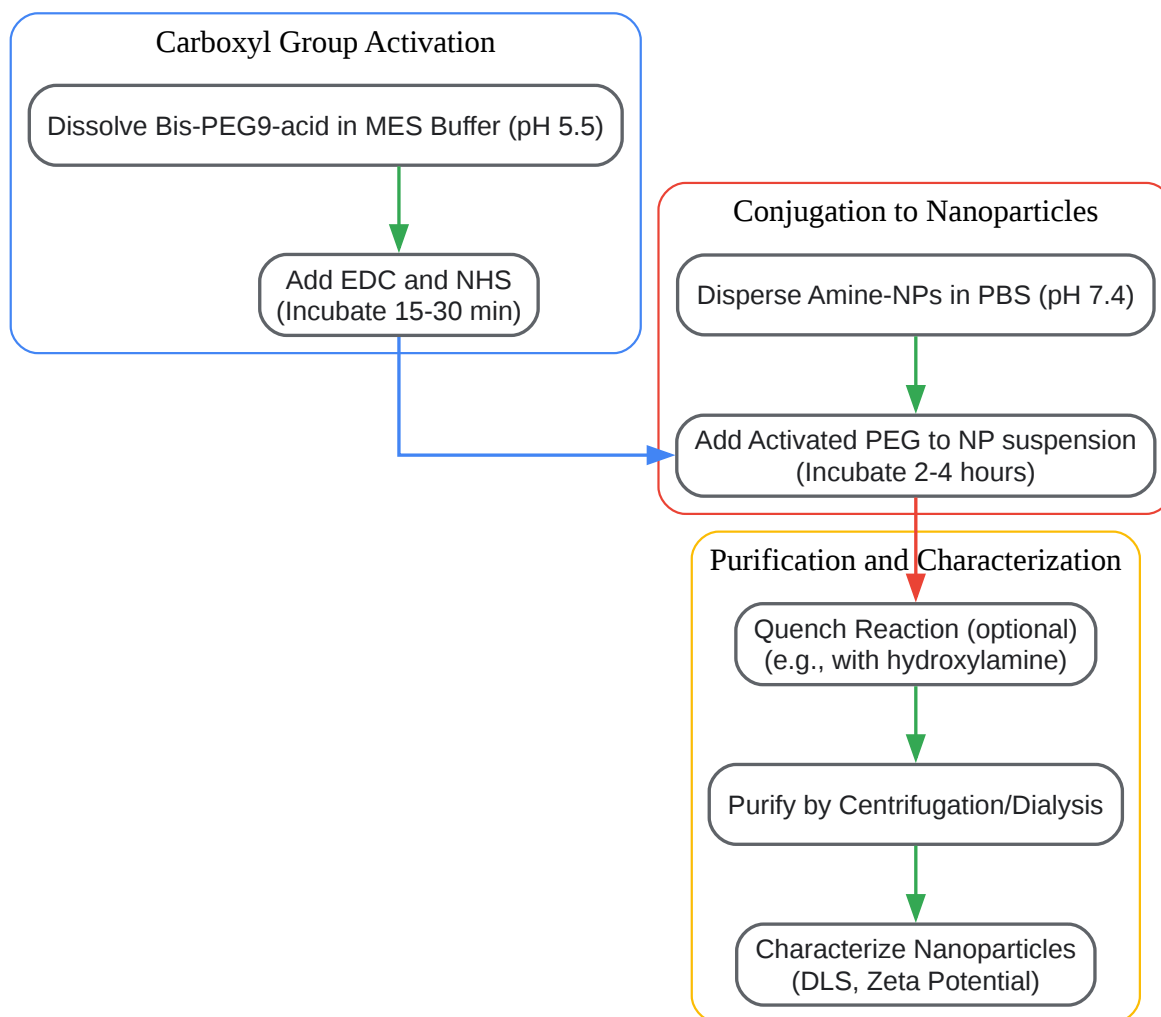 Carboxyl Group Activation
Dissolve Bis-PEG9-acid in MES Buffer (pH 5.5)
Add EDC and NHS
(Incubate 15-30 min)
Conjugation to Nanoparticles
Disperse Amine-NPs in PBS (pH 7.4)
Add Activated PEG to NP suspension
(Incubate 2-4 hours)
Purification and Characterization
Quench Reaction (optional)
(e.g., with hydroxylamine)
Purify by Centrifugation/Dialysis
Characterize Nanoparticles
(DLS, Zeta Potential)